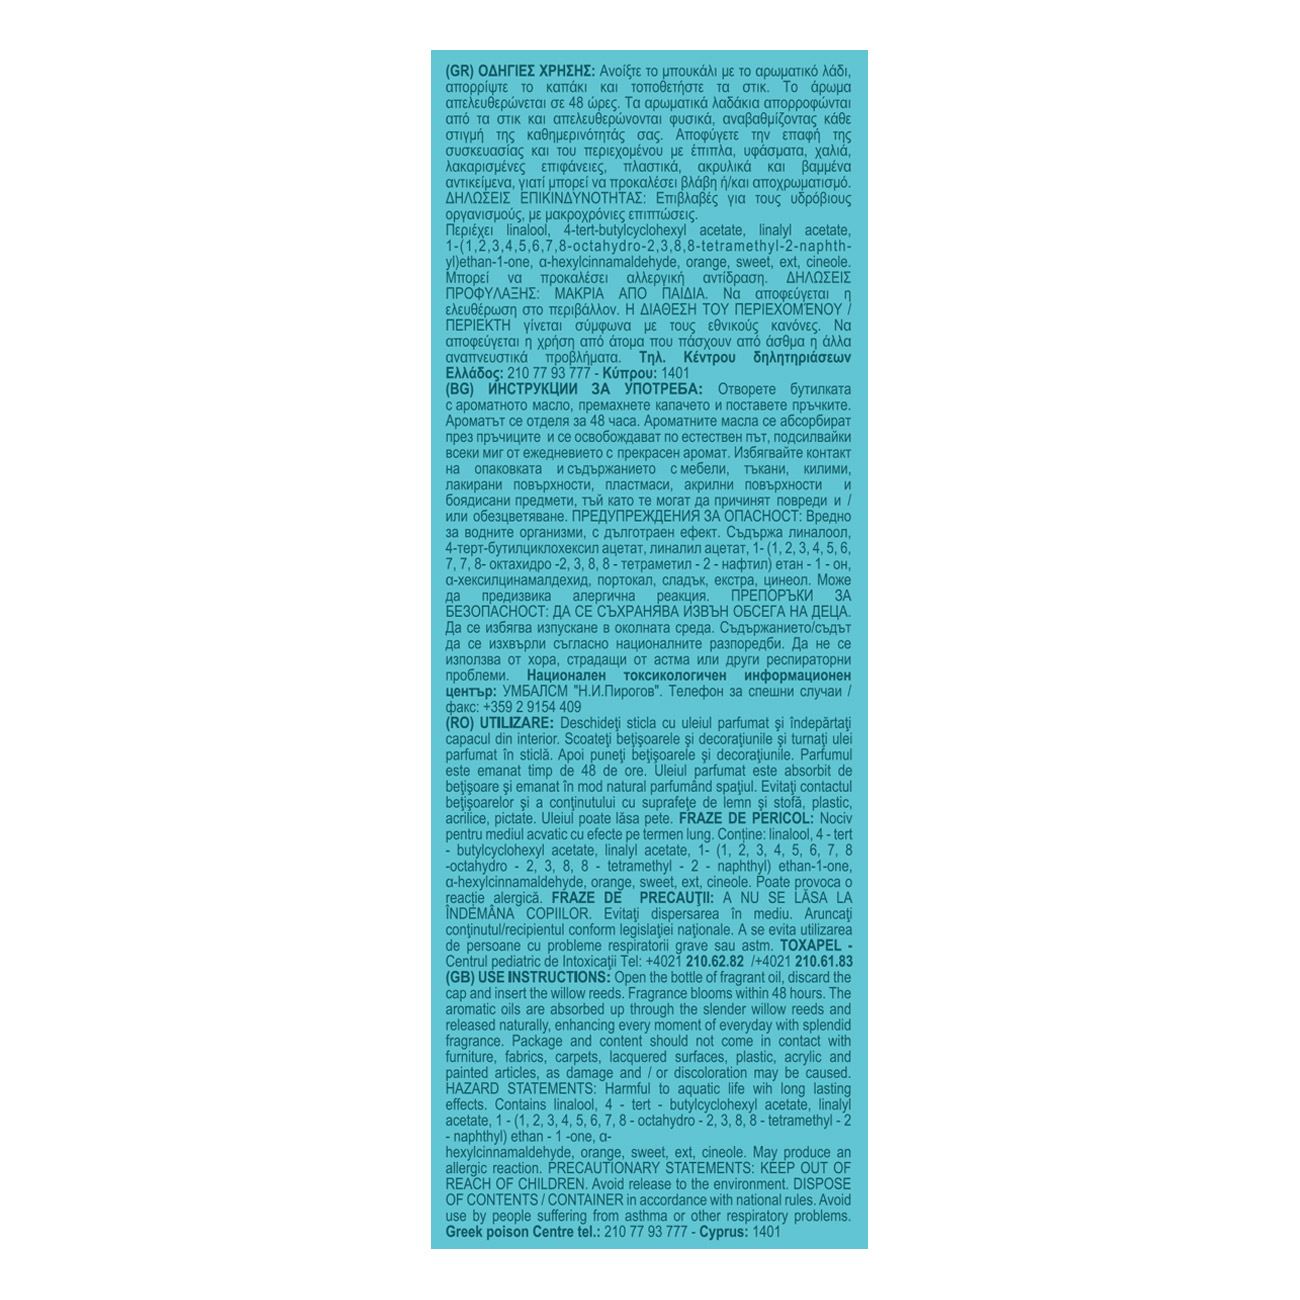 (GR) ΟΔΗΓΙΕΣ ΧΡΗΣΗΣ: Ανοίξτε το μπουκάλι με το αρωματικό λάδι,
απορρίψτε το καπάκι και τοποθετήστε τα στικ. Το άρωμα
απελευθερώνεται σε 48 ώρες. Τα αρωματικά λαδάκια απορροφώνται
από τα στικ και απελευθερώνονται φυσικά, αναβαθμίζοντας κάθε
στιγμή της καθημερινότητάς σας. Αποφύγετε την επαφή της
συσκευασίας και του περιεχομένου με έπιπλα, υφάσματα, χαλιά,
λακαρισμένες επιφάνειες, πλαστικά, ακρυλικά και βαμμένα
αντικείμενα, γιατί μπορεί να προκαλέσει βλάβη ή/και αποχρωματισμό.
ΔΗΛΩΣΕΙΣ ΕΠΙΚΙΝΔΥΝΟΤΗΤΑΣ: Επιβλαβές για τους υδρόβιους
οργανισμούς, με μακροχρόνιες επιπτώσεις.
Περιέχει linalool, 4-tert-butylcyclohexyl acetate, linalyl acetate,
1-(1,2,3,4,5,6,7,8-octahydro-2,3,8,8-tetramethyl-2-naphth-
yl)ethan-1-one, α-hexylcinnamaldehyde, orange, sweet, ext, cineole.
Μπορεί να προκαλέσει αλλεργική αντίδραση. ΔΗΛΩΣΕΙΣ
ΠΡΟΦΥΛΑΞΗΣ: ΜΑΚΡΙΑ ΑΠΟ ΠΑΙΔΙΑ. Να αποφεύγεται η
ελευθέρωση στο περιβάλλον. Η ΔΙΑΘΕΣΗ ΤΟΥ ΠΕΡΙΕΧΟΜΈΝΟΥ /
ΠΕΡΙΕΚΤΗ γίνεται σύμφωνα με τους εθνικούς κανόνες. Να
αποφεύγεται η χρήση από άτομα που πάσχουν από άσθμα η άλλα
αναπνευστικά προβλήματα. Τηλ. Κέντρου δηλητηριάσεων
Ελλάδος: 210 77 93 777 - Κύπρου: 1401
(BG) ИНСТРУКЦИИ ЗА УПОТРЕБА: Отворете бутилката
с ароматното масло, премахнете капачето и поставете пръчките.
Ароматът се отделя за 48 часа. Ароматните масла се абсорбират
през пръчиците и се освобождават по естествен път, подсилвайки
всеки миг от ежедневието с прекрасен аромат. Избягвайте контакт
на опаковката и съдържанието с мебели, тъкани, килими,
лакирани повърхности, пластмаси, акрилни повърхности и
боядисани предмети, тъй като те могат да причинят повреди и /
или обезцветяване. ПРЕДУПРЕЖДЕНИЯ ЗА ОПАСНОСТ: Вредно
за водните организми, с дълготраен ефект. Съдържа линалоол,
4-терт-бутилциклохексил ацетат, линалил ацетат, 1- (1, 2, 3, 4, 5, 6,
7, 7, 8- октахидро -2, 3, 8, 8 - тетраметил - 2 - нафтил) етан - 1 - он,
α-хексилцинамалдехид, портокал, сладък, екстра, цинеол. Може
да предизвика алергична реакция. ПРЕПОРЪКИ ЗА
БЕЗОПАСНОСТ: ДА СЕ СЪХРАНЯВА ИЗВЪН ОБСЕГА НА ДЕЦА.
Да се избягва изпускане в околната среда. Съдържанието/съдът
да се изхвърли съгласно националните разпоредби. Да не се
използва от хора, страдащи от астма или други респираторни
проблеми. Национален токсикологичен информационен
център: УМБАЛСМ "Н.И.Пирогов". Телефон за спешни случаи /
факс: +359 2 9154 409
(RO) UTILIZARE: Deschideţi sticla cu uleiul parfumat şi îndepărtaţi
capacul din interior. Scoateţi beţişoarele şi decoraţiunile şi turnaţi ulei
parfumat în sticlă. Apoi puneţi beţişoarele şi decoraţiunile. Parfumul
este emanat timp de 48 de ore. Uleiul parfumat este absorbit de
beţişoare şi emanat în mod natural parfumând spaţiul. Evitaţi contactul
beţişoarelor şi a conţinutului cu suprafeţe de lemn şi stofă, plastic,
acrilice, pictate. Uleiul poate lăsa pete. FRAZE DE PERICOL: Nociv
pentru mediul acvatic cu efecte pe termen lung. Conține: linalool, 4 - tert
- butylcyclohexyl acetate, linalyl acetate, 1- (1, 2, 3, 4, 5, 6, 7, 8
-octahydro - 2, 3, 8, 8 - tetramethyl - 2 - naphthyl) ethan-1-one,
α-hexylcinnamaldehyde, orange, sweet, ext, cineole. Poate provoca o
reacție alergică. FRAZE DE PRECAUŢII: A NU SE LĂSA LA
ÎNDEMÂNA COPIILOR. Evitaţi dispersarea în mediu. Aruncaţi
conţinutul/recipientul conform legislaţiei naţionale. A se evita utilizarea
de persoane cu probleme respiratorii grave sau astm. TOXAPEL -
Centrul pediatric de Intoxicaţii Tel: +4021 210.62.82 /+4021 210.61.83
(GB) USE INSTRUCTIONS: Open the bottle of fragrant oil, discard the
cap and insert the willow reeds. Fragrance blooms within 48 hours. The
aromatic oils are absorbed up through the slender willow reeds and
released naturally, enhancing every moment of everyday with splendid
fragrance. Package and content should not come in contact with
furniture, fabrics, carpets, lacquered surfaces, plastic, acrylic and
painted articles, as damage and / or discoloration may be caused.
HAZARD STATEMENTS: Harmful to aquatic life wih long lasting
effects. Contains linalool, 4 - tert - butylcyclohexyl acetate, linalyl
acetate, 1 - (1, 2, 3, 4, 5, 6, 7, 8 - octahydro - 2, 3, 8, 8 - tetramethyl - 2
- naphthyl) ethan - 1 -one, α-
hexylcinnamaldehyde, orange, sweet, ext, cineole. May produce an
allergic reaction. PRECAUTIONARY STATEMENTS: KEEP OUT OF
REACH OF CHILDREN. Avoid release to the environment. DISPOSE
OF CONTENTS / CONTAINER in accordance with national rules. Avoid
use by people suffering from asthma or other respiratory problems.
Greek poison Centre tel.: 210 77 93 777 - Cyprus: 1401